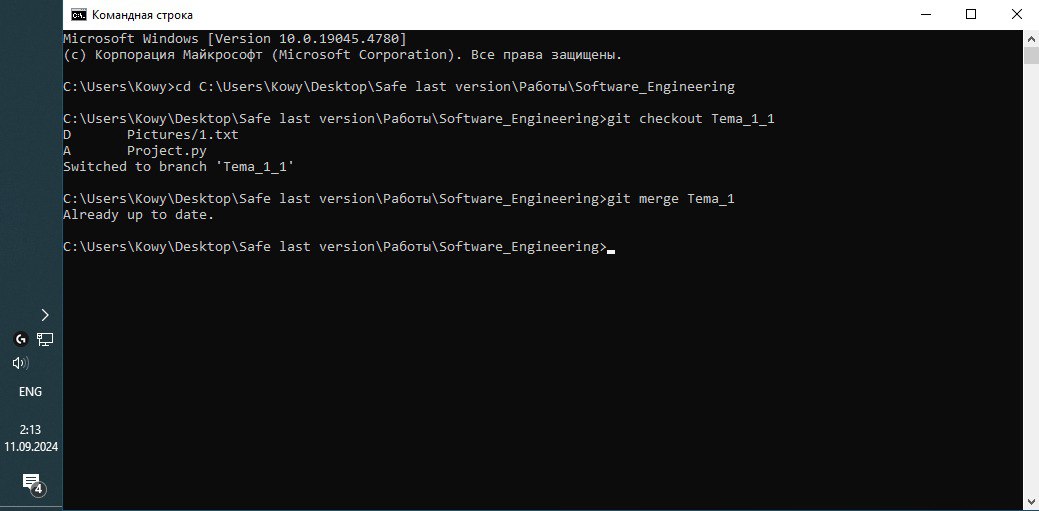 Командная строка
Microsoft Windows [Version 10.0.19045.4780]
(c) Корпорация Майкрософт (Microsoft Corporation). Все права защищены.
C:\Users\Kowy>cd C:\Users\Kowy\Desktop\Safe last version\Работы\Software_Engineering
C:\Users\Kowy\Desktop\Safe last version\Работы\Software_Engineering>git checkout Tema_1_1
D       Pictures/1.txt
A       Project.py
Switched to branch 'Tema_1_1'
C:\Users\Kowy\Desktop\Safe last version\Работы\Software_Engineering>git merge Tema_1
Already up to date.
C:\Users\Kowy\Desktop\Safe last version\Работы\Software_Engineering>
ENG
2:13
11.09.2024
4